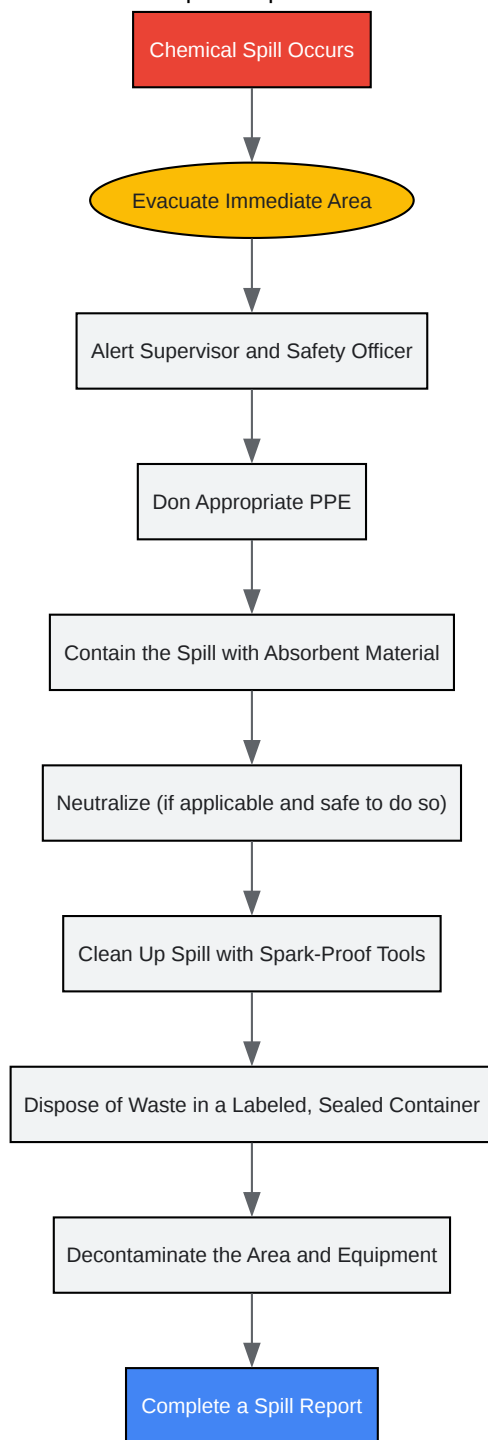 Chemical Spill Occurs
Evacuate Immediate Area
Alert Supervisor and Safety Officer
Don Appropriate PPE
Contain the Spill with Absorbent Material
Neutralize (if applicable and safe to do so)
Clean Up Spill with Spark-Proof Tools
Dispose of Waste in a Labeled, Sealed Container
Decontaminate the Area and Equipment
Complete a Spill Report